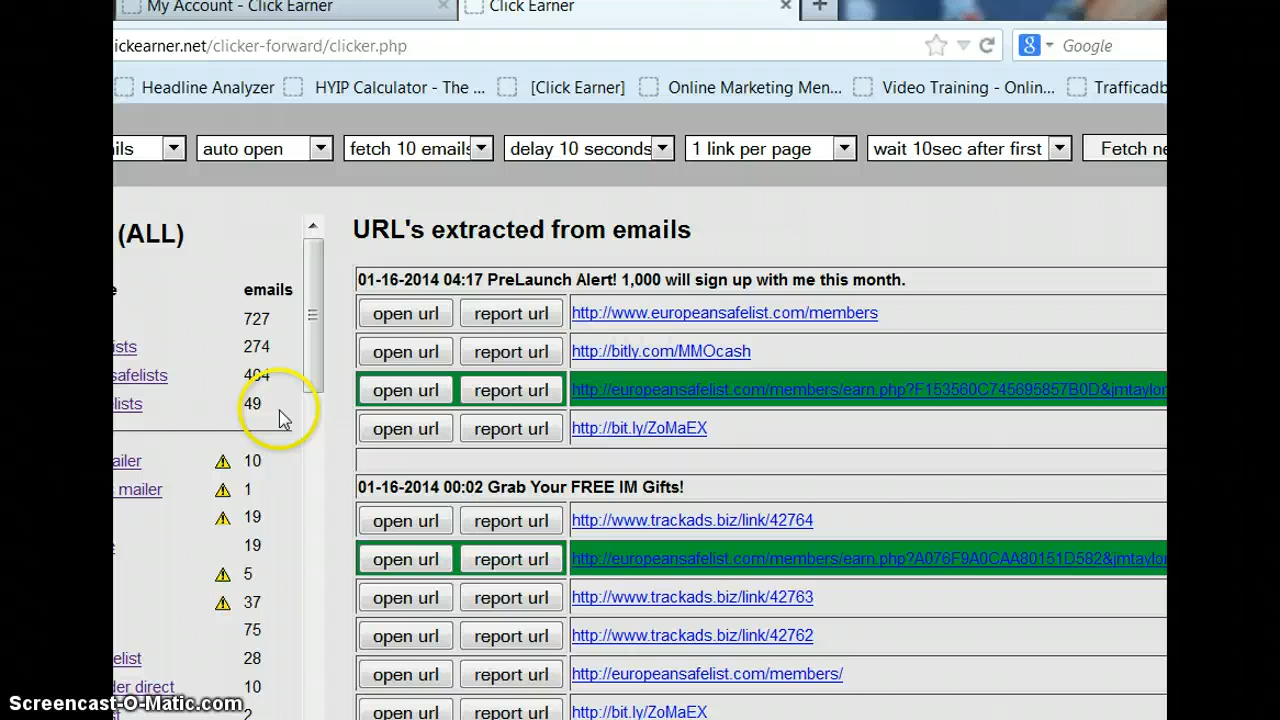 My Account - Click Earner
Click Earner
ickearner.net/clicker-forward/clicker.php
Google
Headline Analyzer
HYIP Calculator - The ...
[Click Earner]
Online Marketing Men...
Video Training - Onlin...
Trafficadb
ils
auto open
fetch 10 emails
delay 10 seconds
1 link per page
wait 10sec after first
Fetch ne
(ALL)
URL's extracted from emails
e emails
727
ists 274
safelists 404
lists 49
ailer 10
mailer 1
19
e 19
5
37
75
elist 28
der direct 10
st 2
01-16-2014 04:17 PreLaunch Alert! 1,000 will sign up with me this month.
open url report url http://www.europeansafelist.com/members
open url report url http://bitly.com/MMOcash
open url report url http://europeansafelist.com/members/earn.php?F153560C745695857B0D&jmtaylor
open url report url http://bit.ly/ZoMaEX
01-16-2014 00:02 Grab Your FREE IM Gifts!
open url report url http://www.trackads.biz/link/42764
open url report url http://europeansafelist.com/members/earn.php?A076F9A0CAA80151D582&jmtaylor
open url report url http://www.trackads.biz/link/42763
open url report url http://www.trackads.biz/link/42762
open url report url http://europeansafelist.com/members/
open url report url http://bit.ly/ZoMaEX
Screencast-O-Matic.com